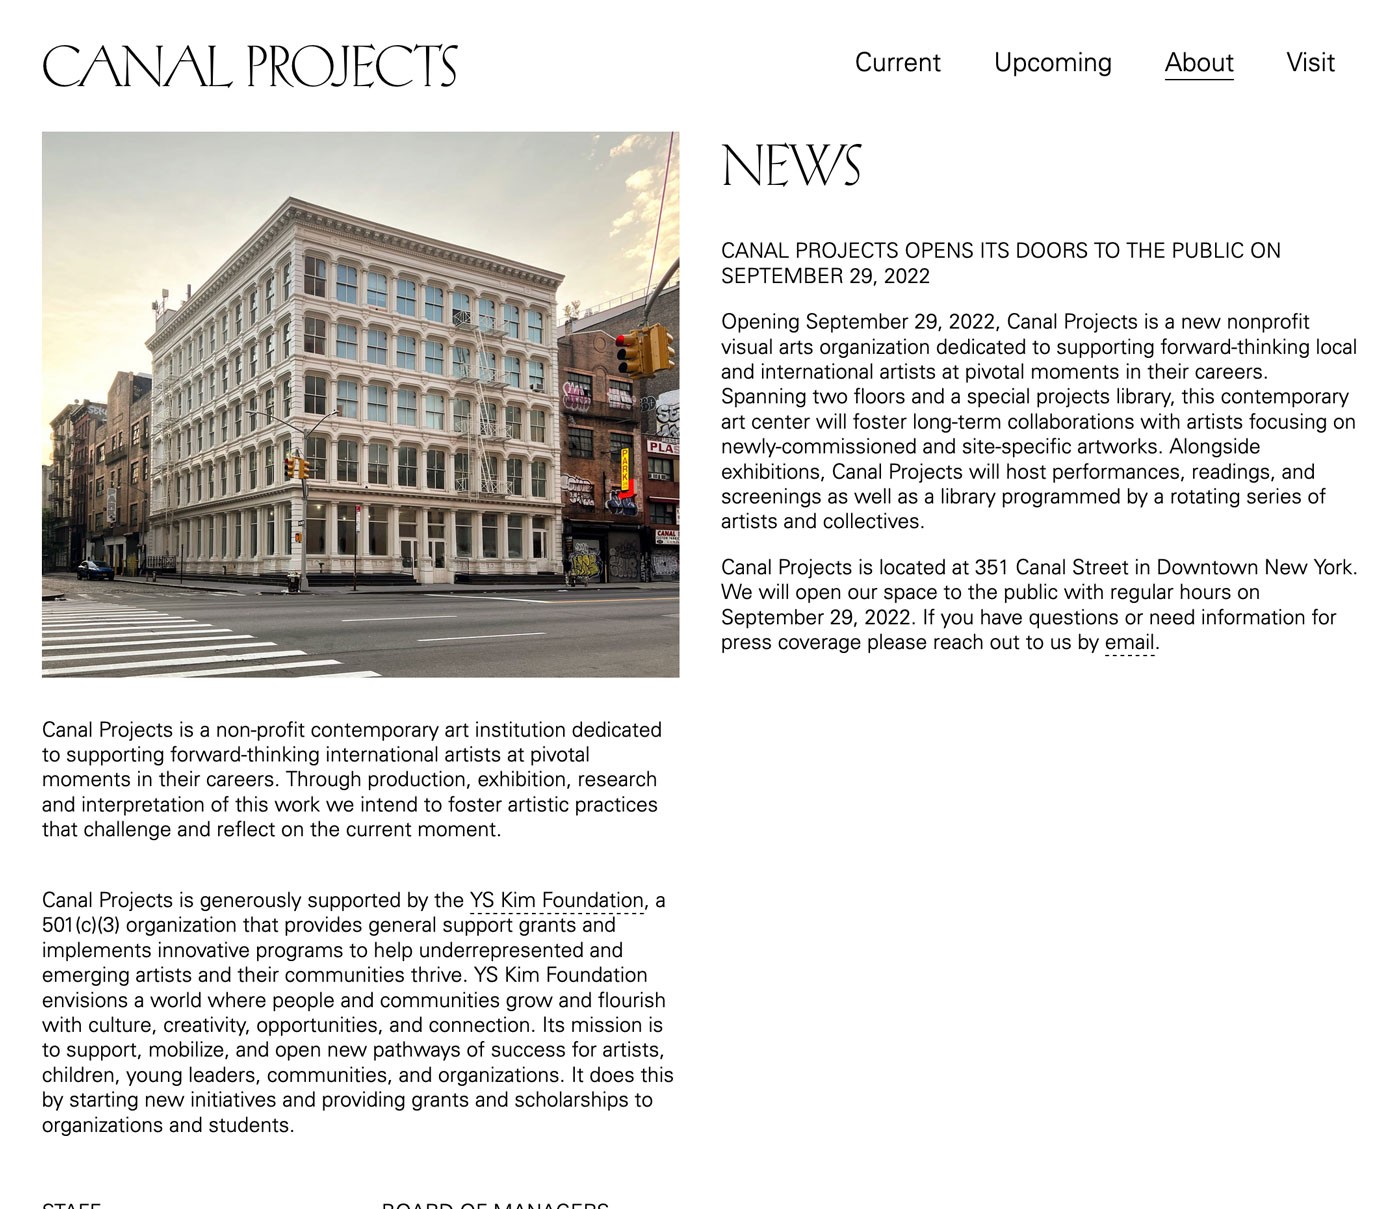 CANAL PROJECTS
Current
Upcoming
About
Visit
PARK
PLA
CANAL
NEWS
CANAL PROJECTS OPENS ITS DOORS TO THE PUBLIC ON
SEPTEMBER 29, 2022
Opening September 29, 2022, Canal Projects is a new nonprofit
visual arts organization dedicated to supporting forward-thinking local
and international artists at pivotal moments in their careers.
Spanning two floors and a special projects library, this contemporary
art center will foster long-term collaborations with artists focusing on
newly-commissioned and site-specific artworks. Alongside
exhibitions, Canal Projects will host performances, readings, and
screenings as well as a library programmed by a rotating series of
artists and collectives.
Canal Projects is located at 351 Canal Street in Downtown New York.
We will open our space to the public with regular hours on
September 29, 2022. If you have questions or need information for
press coverage please reach out to us by email.
Canal Projects is a non-profit contemporary art institution dedicated
to supporting forward-thinking international artists at pivotal
moments in their careers. Through production, exhibition, research
and interpretation of this work we intend to foster artistic practices
that challenge and reflect on the current moment.
Canal Projects is generously supported by the YS Kim Foundation, a
501(c)(3) organization that provides general support grants and
implements innovative programs to help underrepresented and
emerging artists and their communities thrive. YS Kim Foundation
envisions a world where people and communities grow and flourish
with culture, creativity, opportunities, and connection. Its mission is
to support, mobilize, and open new pathways of success for artists,
children, young leaders, communities, and organizations. It does this
by starting new initiatives and providing grants and scholarships to
organizations and students.
STAFF
BOARD OF MANAGERS